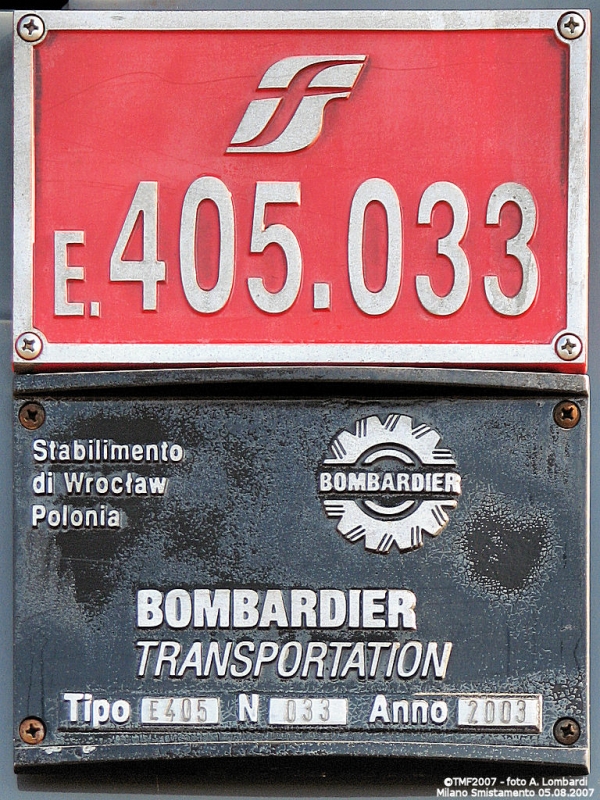 E.405.033
Stabilimento
di Wrocław
Polonia
BOMBARDIER
BOMBARDIER
TRANSPORTATION
Tipo E405 N 033 Anno 2003
©TMF2007 - foto A. Lombardi
Milano Smistamento 05.08.2007